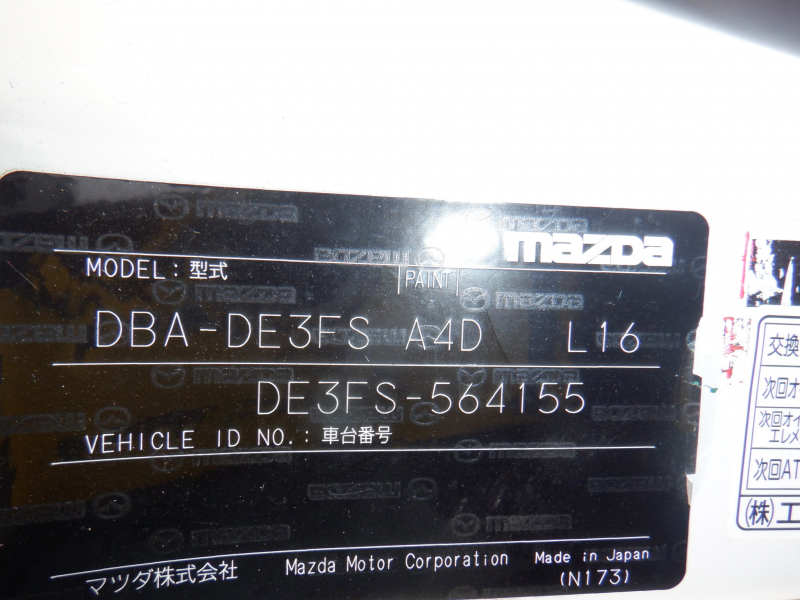 mazda
MODEL：型式
PAINT
DBA-DE3FS A4D L16
DE3FS-564155
VEHICLE ID NO.：車台番号
マツダ株式会社 Mazda Motor Corporation Made in Japan
(N173)
交換
次回オ
次回オイ
エレメ
次回AT
(株)エ